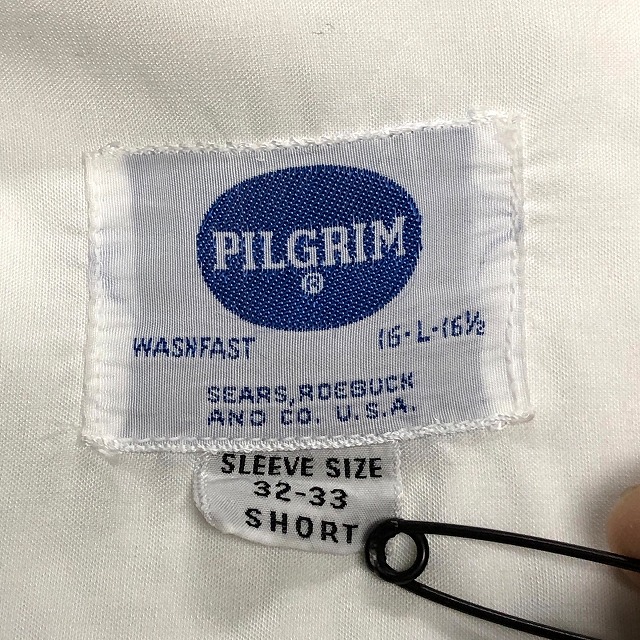 PILGRIM
®
WASHFAST 16·L·16½
SEARS, ROEBUCK
AND CO. U.S.A.
SLEEVE SIZE
32-33
SHORT